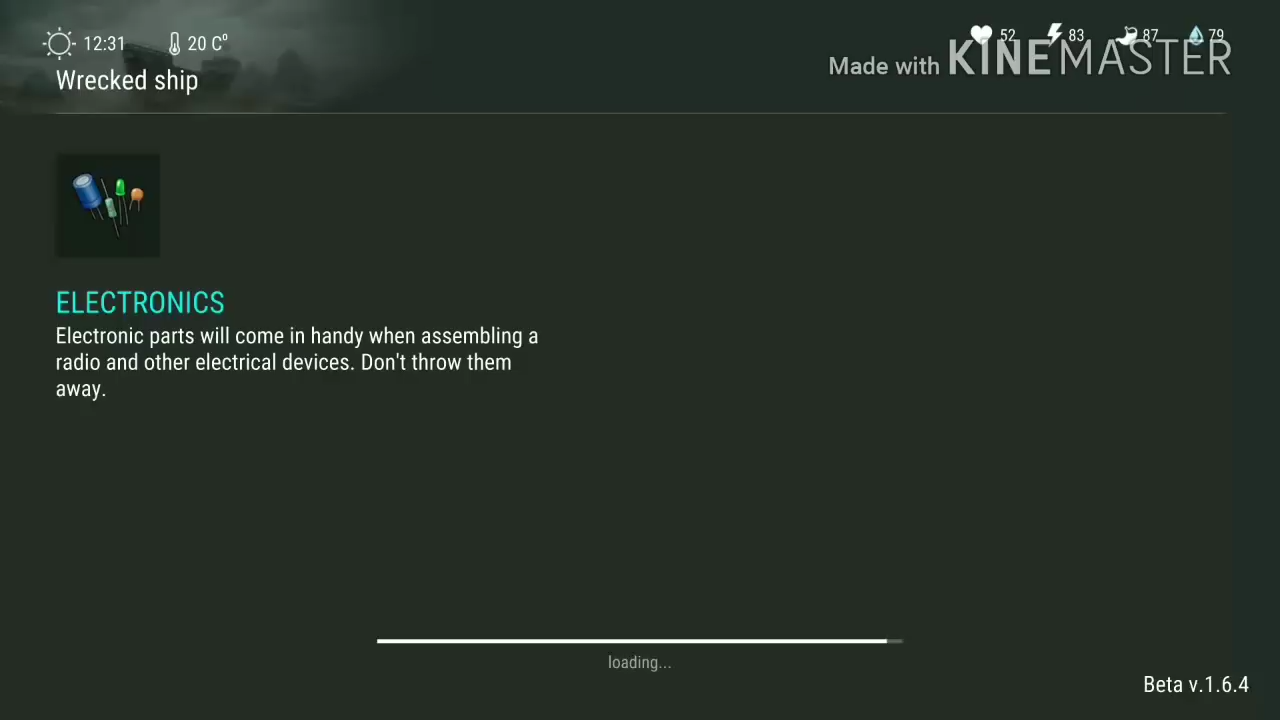 12:31 20 C° 52 83 87 79
Made with KINEMASTER
Wrecked ship
ELECTRONICS
Electronic parts will come in handy when assembling a
radio and other electrical devices. Don't throw them
away.
loading...
Beta v.1.6.4